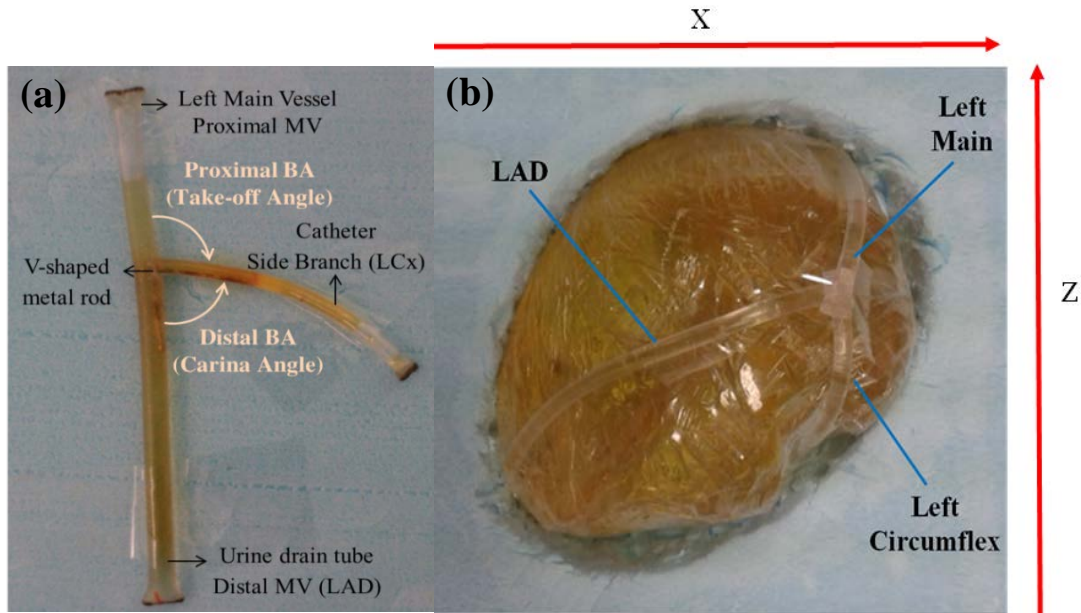 X
(a)
Left Main Vessel
Proximal MV
Proximal BA
(Take-off Angle)
Catheter
Side Branch (LCx)
V-shaped
metal rod
Distal BA
(Carina Angle)
Urine drain tube
Distal MV (LAD)
(b)
Left
Main
LAD
Left
Circumflex
Z